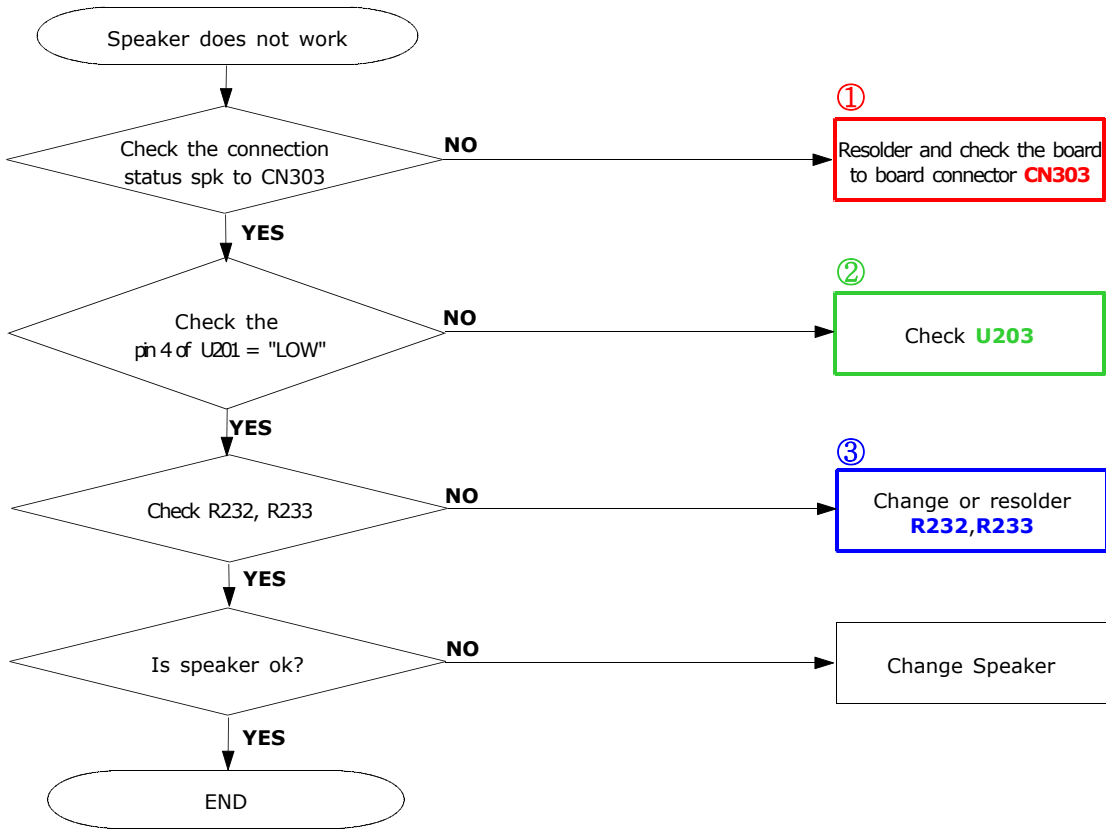 Speaker does not work
①
Check the connection
status spk to CN303
NO
Resolder and check the board
to board connector CN303
YES
②
Check the
pin 4 of U201 = "LOW"
NO
Check U203
YES
③
Check R232, R233
NO
Change or resolder
R232,R233
YES
Is speaker ok?
NO
Change Speaker
YES
END